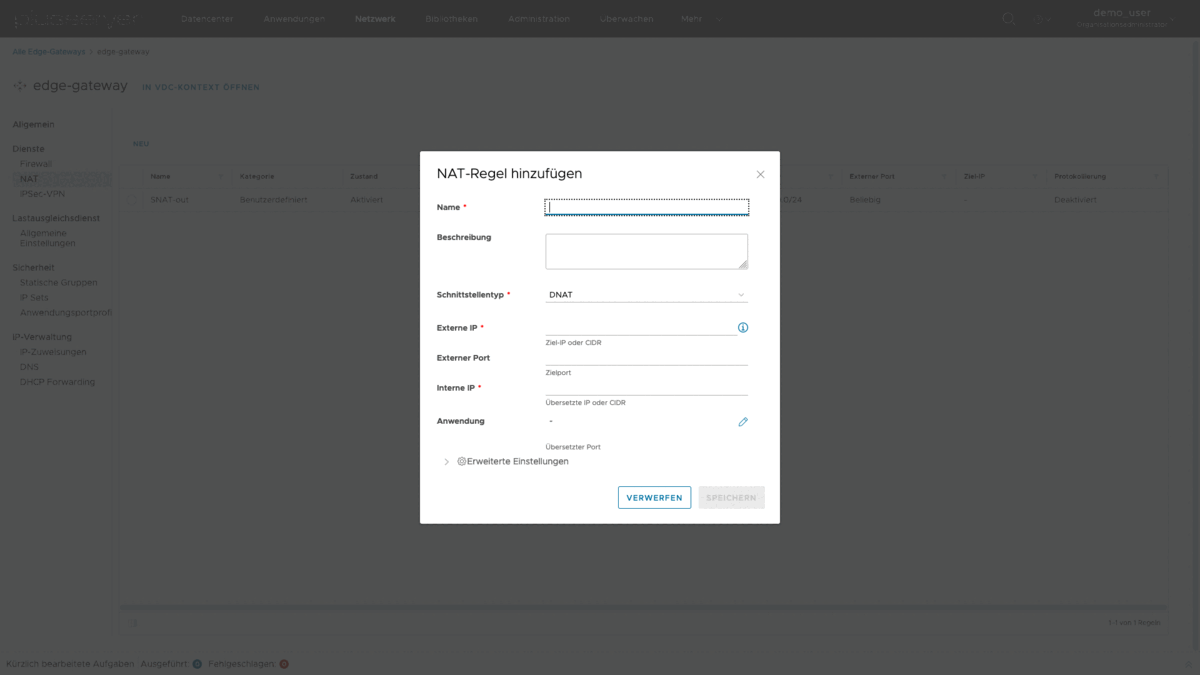 Datencenter Anwendungen Netzwerk Bibliotheken Administration Überwachen Mehr
demo_user
Alle Edge-Gateways > edge-gateway
edge-gateway IN VDC-KONTEXT ÖFFNEN
Allgemein
Dienste
Firewall
NAT
IPSec-VPN
Lastausgleichsdienst
Allgemeine
Einstellungen
Sicherheit
Statische Gruppen
IP Sets
Anwendungsportprofi
IP-Verwaltung
IP-Zuweisungen
DNS
DHCP Forwarding
NEU
Name Kategorie Zustand Externer Port Ziel-IP Protokollierung
SNAT-out Benutzerdefiniert Aktiviert 0/24 Beliebig - Deaktiviert
NAT-Regel hinzufügen
Name *
Beschreibung
Schnittstellentyp * DNAT
Externe IP *
Ziel-IP oder CIDR
Externer Port
Zielport
Interne IP *
Übersetzte IP oder CIDR
Anwendung -
Übersetzter Port
Erweiterte Einstellungen
VERWERFEN SPEICHERN
1-1 von 1 Regeln
Kürzlich bearbeitete Aufgaben Ausgeführt: 0 Fehlgeschlagen: 0